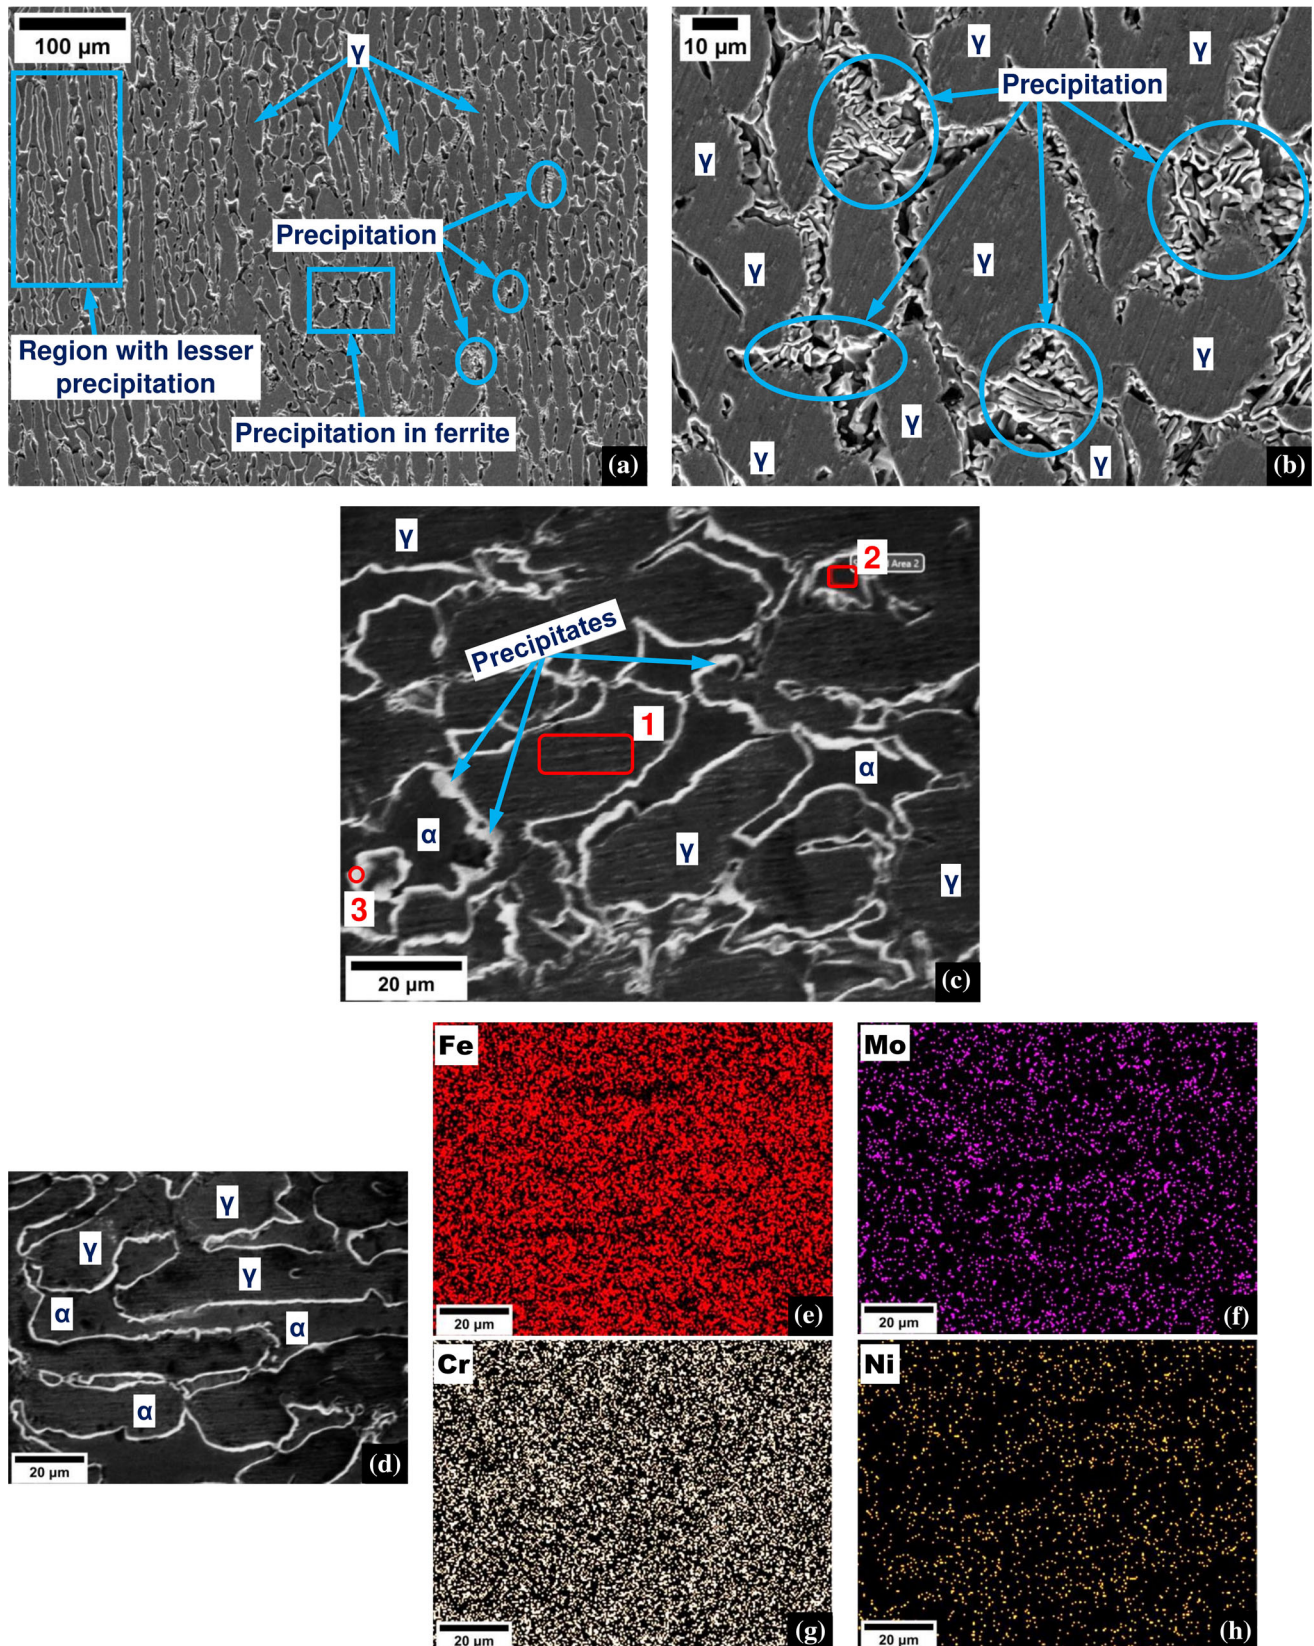 100 µm
γ
Precipitation
Region with lesser
precipitation
Precipitation in ferrite
(a)
10 µm
γ
γ
Precipitation
γ
γ
γ
γ
γ
γ
γ
(b)
γ
2
Area 2
Precipitates
1
α
α
γ
γ
3
20 µm
(c)
γ
γ
γ
α
α
α
20 µm
(d)
Fe
20 µm
(e)
Mo
20 µm
(f)
Cr
20 µm
(g)
Ni
20 µm
(h)